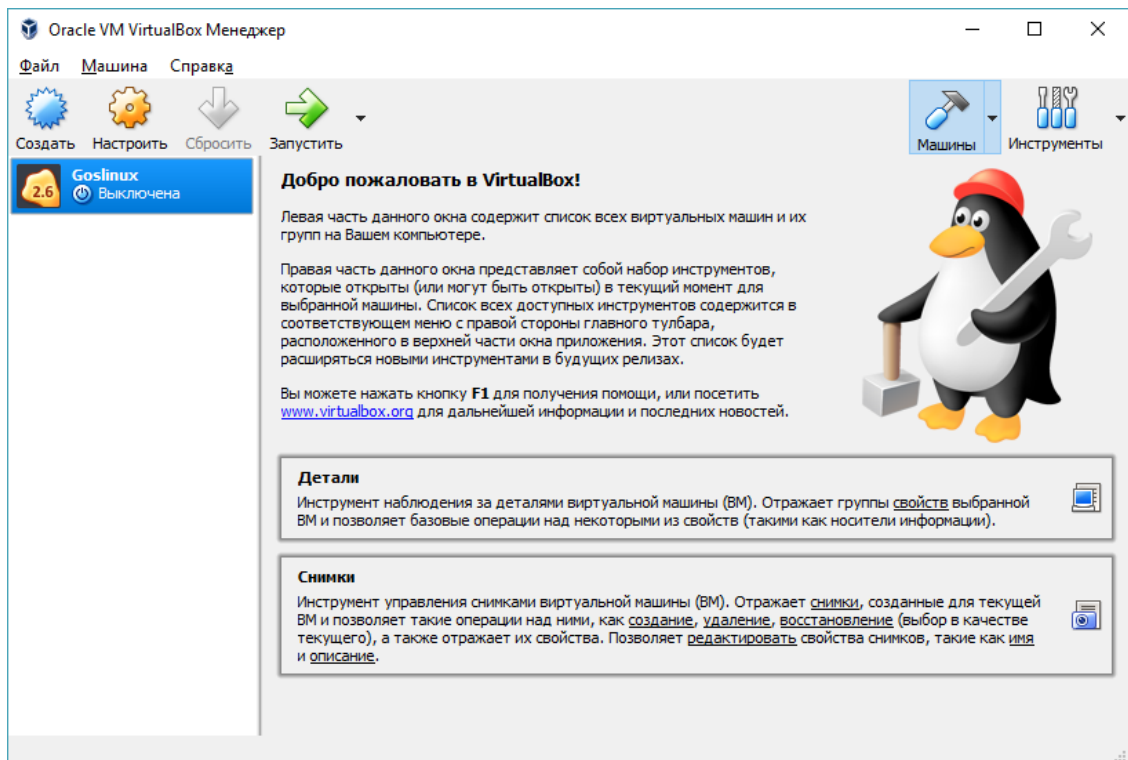 Oracle VM VirtualBox Менеджер
Файл Машина Справка
Создать Настроить Сбросить Запустить Машины Инструменты
2.6 Goslinux
Выключена
Добро пожаловать в VirtualBox!
Левая часть данного окна содержит список всех виртуальных машин и их
групп на Вашем компьютере.
Правая часть данного окна представляет собой набор инструментов,
которые открыты (или могут быть открыты) в текущий момент для
выбранной машины. Список всех доступных инструментов содержится в
соответствующем меню с правой стороны главного тулбара,
расположенного в верхней части окна приложения. Этот список будет
расширяться новыми инструментами в будущих релизах.
Вы можете нажать кнопку F1 для получения помощи, или посетить
www.virtualbox.org для дальнейшей информации и последних новостей.
Детали
Инструмент наблюдения за деталями виртуальной машины (ВМ). Отражает группы свойств выбранной
ВМ и позволяет базовые операции над некоторыми из свойств (такими как носители информации).
Снимки
Инструмент управления снимками виртуальной машины (ВМ). Отражает снимки, созданные для текущей
ВМ и позволяет такие операции над ними, как создание, удаление, восстановление (выбор в качестве
текущего), а также отражает их свойства. Позволяет редактировать свойства снимков, такие как имя
и описание.